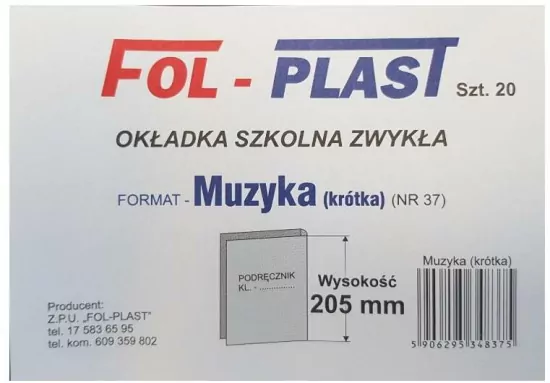 FOL - PLAST Szt. 20
OKŁADKA SZKOLNA ZWYKŁA
FORMAT - Muzyka (krótka) (NR 37)
PODRĘCZNIK
KL. - ..............
Wysokość
205 mm
Muzyka (krótka)
5 906295 348375
Producent:
Z.P.U. „FOL-PLAST"
tel. 17 583 65 95
tel. kom. 609 359 802